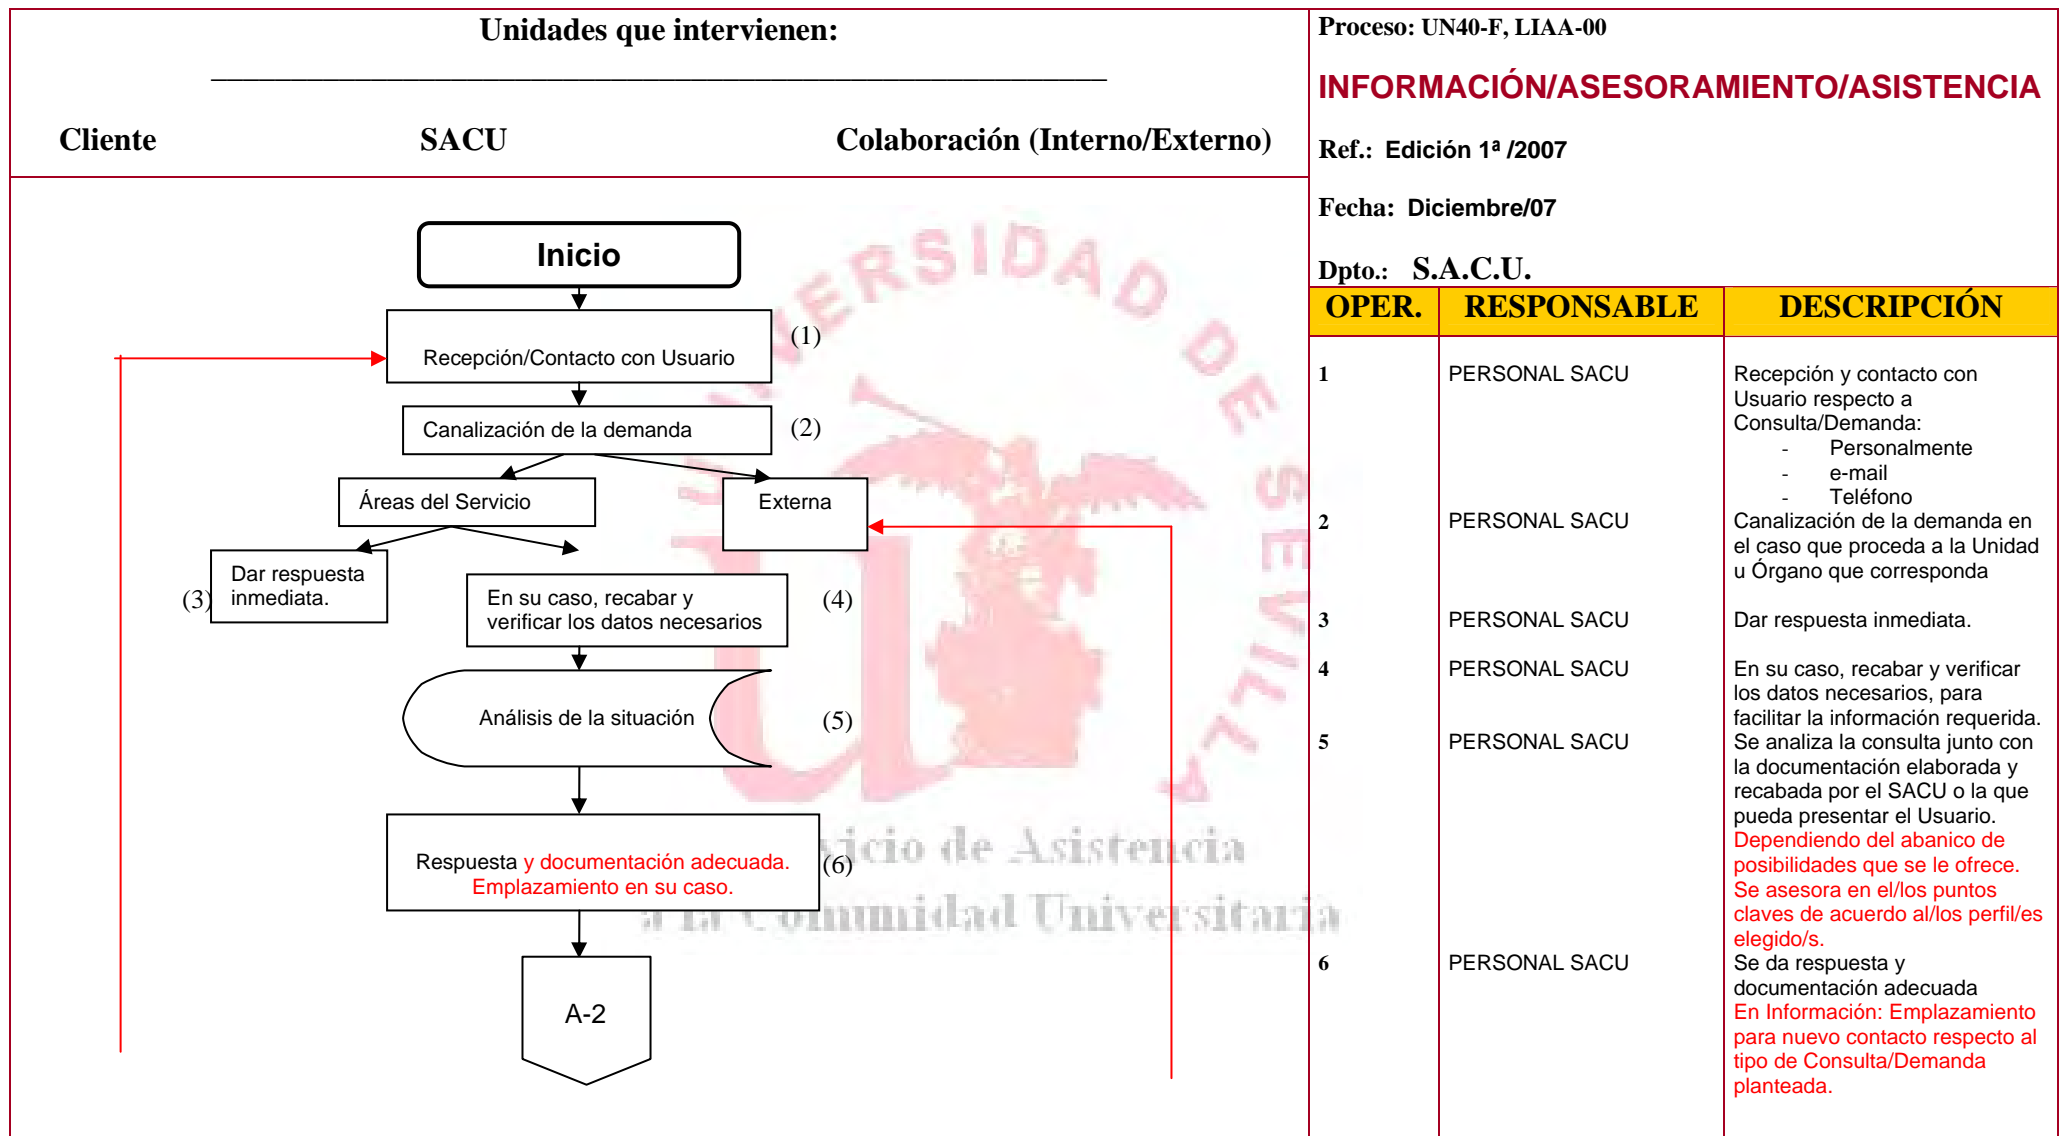 Unidades que intervienen:
Cliente SACU Colaboración (Interno/Externo)
Proceso: UN40-F, LIAA-00
INFORMACIÓN/ASESORAMIENTO/ASISTENCIA
Ref.: Edición 1ª /2007
Fecha: Diciembre/07
Dpto.: S.A.C.U.
Inicio
(1)
Recepción/Contacto con Usuario
Canalización de la demanda (2)
Áreas del Servicio
Externa
Dar respuesta
inmediata.
(3)
En su caso, recabar y
verificar los datos necesarios
(4)
Análisis de la situación (5)
Respuesta y documentación adecuada.
Emplazamiento en su caso.
(6)
A-2
UNIVERSIDAD DE SEVILLA
a la Comunidad Universitaria
OPER. RESPONSABLE DESCRIPCIÓN
1 PERSONAL SACU Recepción y contacto con
Usuario respecto a
Consulta/Demanda:
- Personalmente
- e-mail
- Teléfono
2 PERSONAL SACU Canalización de la demanda en
el caso que proceda a la Unidad
u Órgano que corresponda
3 PERSONAL SACU Dar respuesta inmediata.
4 PERSONAL SACU En su caso, recabar y verificar
los datos necesarios, para
facilitar la información requerida.
5 PERSONAL SACU Se analiza la consulta junto con
la documentación elaborada y
recabada por el SACU o la que
pueda presentar el Usuario.
Dependiendo del abanico de
posibilidades que se le ofrece.
Se asesora en el/los puntos
claves de acuerdo al/los perfil/es
elegido/s.
6 PERSONAL SACU Se da respuesta y
documentación adecuada
En Información: Emplazamiento
para nuevo contacto respecto al
tipo de Consulta/Demanda
planteada.